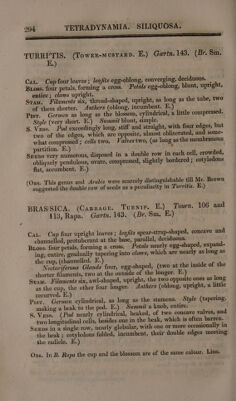 294 TETRADYNAMIA. SILIQUOSA.
TURRI'TIS. (TOWER-MUSTARD. E.) Gærtn. 143. (Br. Sm.
E.)
CAL. Cup four leaves; leafits egg-oblong, converging, deciduous.
BLOSS. four petals, forming a cross. Petals egg-oblong, blunt, upright,
entire; claws upright.
STAM. Filaments six, thread-shaped, upright, as long as the tube, two
of them shorter. Anthers (oblong, incumbent. E.)
PIST. Germen as long as the blossom, cylindrical, a little compressed.
Style (very short. E.) Summit blunt, simple.
S. VESS. Pod exceedingly long, stiff and straight, with four edges, but
two of the edges, which are opposite, almost obliterated, and some-
what compressed; cells two. Valves two, (as long as the membranous
partition. E.)
SEEDS very numerous, disposed in a double row in each cell, crowded,
obliquely pendulous, ovate, compressed, slightly bordered; cotyledons
flat, accumbent. E.)
OBS. This genus and Arabis were scarcely distinguishable till Mr. Brown
suggested the double row of seeds as a peculiarity in Turritis. E.)
BRAS'SICA. (CABBAGE. TURNIP. E.) Tourn. 106 and
113, Rapa. Gærtn. 143. (Br. Sm. E.)
CAL. Cup four upright leaves; leafits spear-strap-shaped, concave and
channelled, protuberant at the base, parallel, deciduous.
BLOSS. four petals, forming a cross. Petals nearly egg-shaped, expand-
ing, entire, gradually tapering into claws, which are nearly as long as
the cup, (channelled. E.)
Nectariferous Glands four, egg-shaped, (two at the inside of the
shorter filaments, two at the outside of the longer. E.)
STAM. Filaments six, awl-shaped, upright, the two opposite ones as long
as the cup, the other four longer. Anthers (oblong, upright, a little
recurved. E.)
PIST. Germen cylindrical, as long as the stamens. Style (tapering,
making a beak to the pod. E.) Summit a knob, entire.
S. VESS. (Pod nearly cylindrical, beaked, of two concave valves, and
two longitudinal cells, besides one in the beak, which is often barren.
SEEDS in a single row, nearly globular, with one or more occasionally in
the beak; cotyledons folded, incumbent, their double edges meeting
the radicle. E.)
OBS. In B. Rapa the cup and the blossom are of the same colour. Linn.